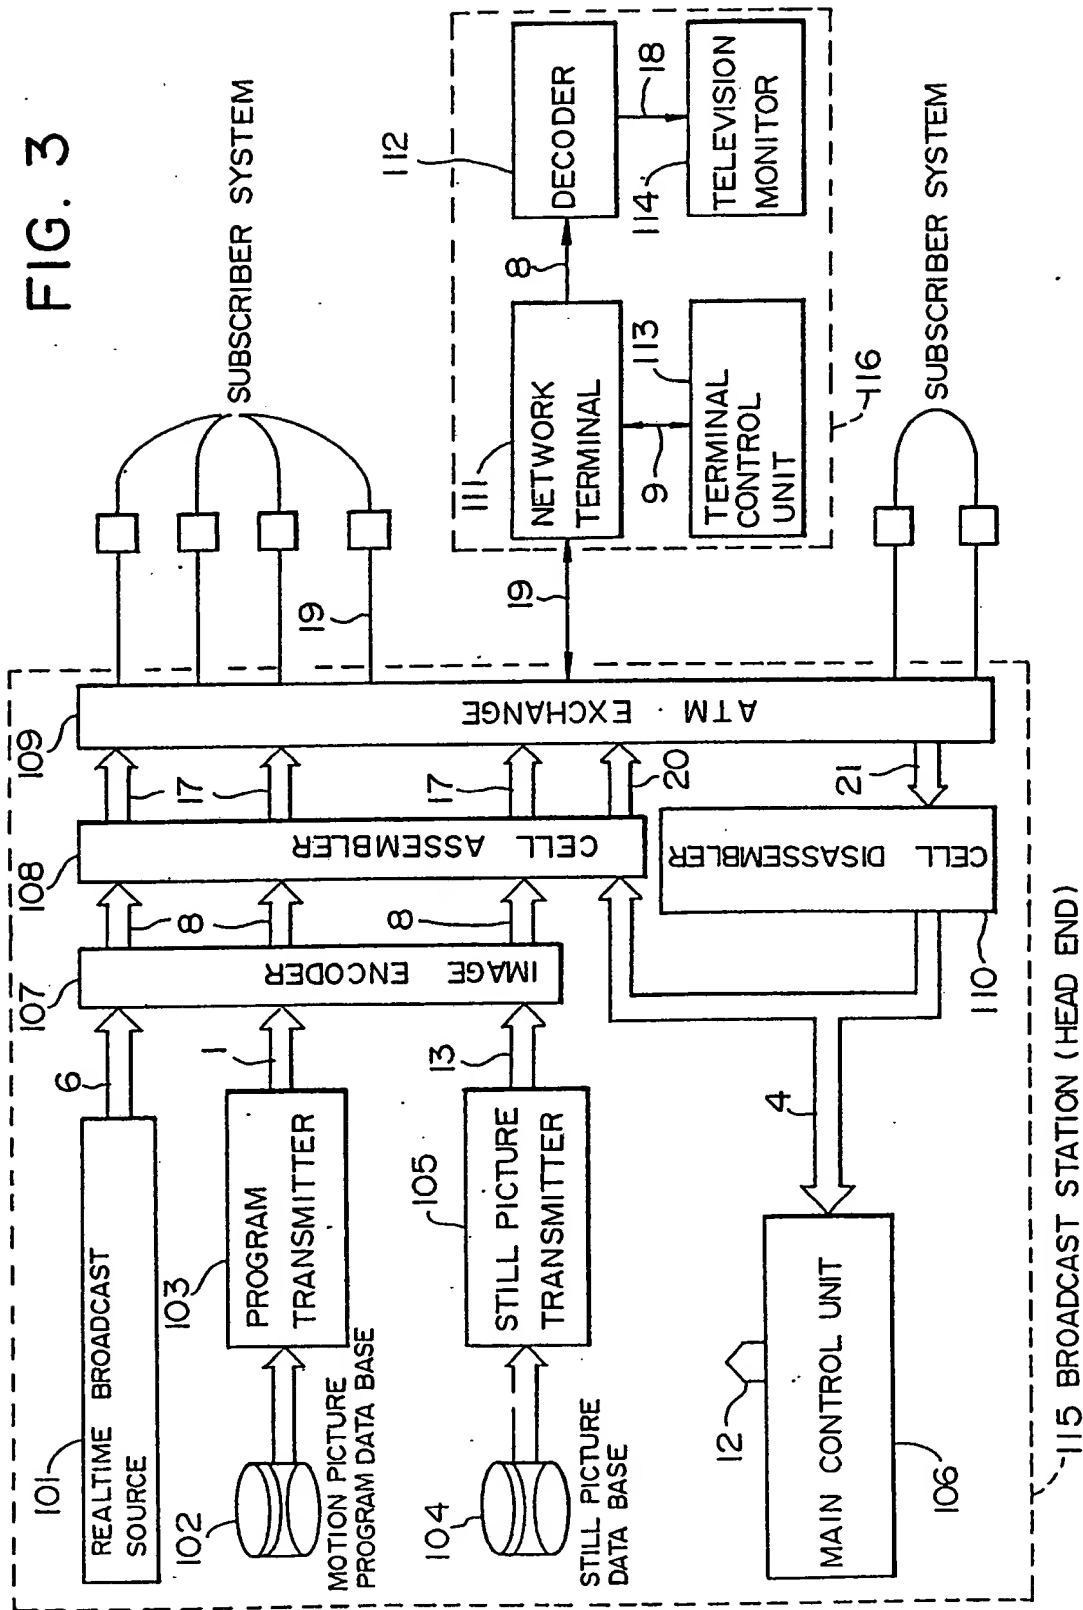 FIG. 3
101
REALTIME BROADCAST
SOURCE
6
102
MOTION PICTURE
PROGRAM DATA BASE
103
PROGRAM
TRANSMITTER
1
104
STILL PICTURE
DATA BASE
105
STILL PICTURE
TRANSMITTER
13
12
MAIN CONTROL UNIT
106
4
107
IMAGE ENCODER
8
8
108
CELL ASSEMBLER
17
17
20
109
ATM EXCHANGE
21
CELL DISASSEMBLER
110
115 BROADCAST STATION (HEAD END)
19
SUBSCRIBER SYSTEM
19
111
NETWORK
TERMINAL
8
112
DECODER
18
9
113
TERMINAL
CONTROL
UNIT
114
TELEVISION
MONITOR
116
SUBSCRIBER SYSTEM